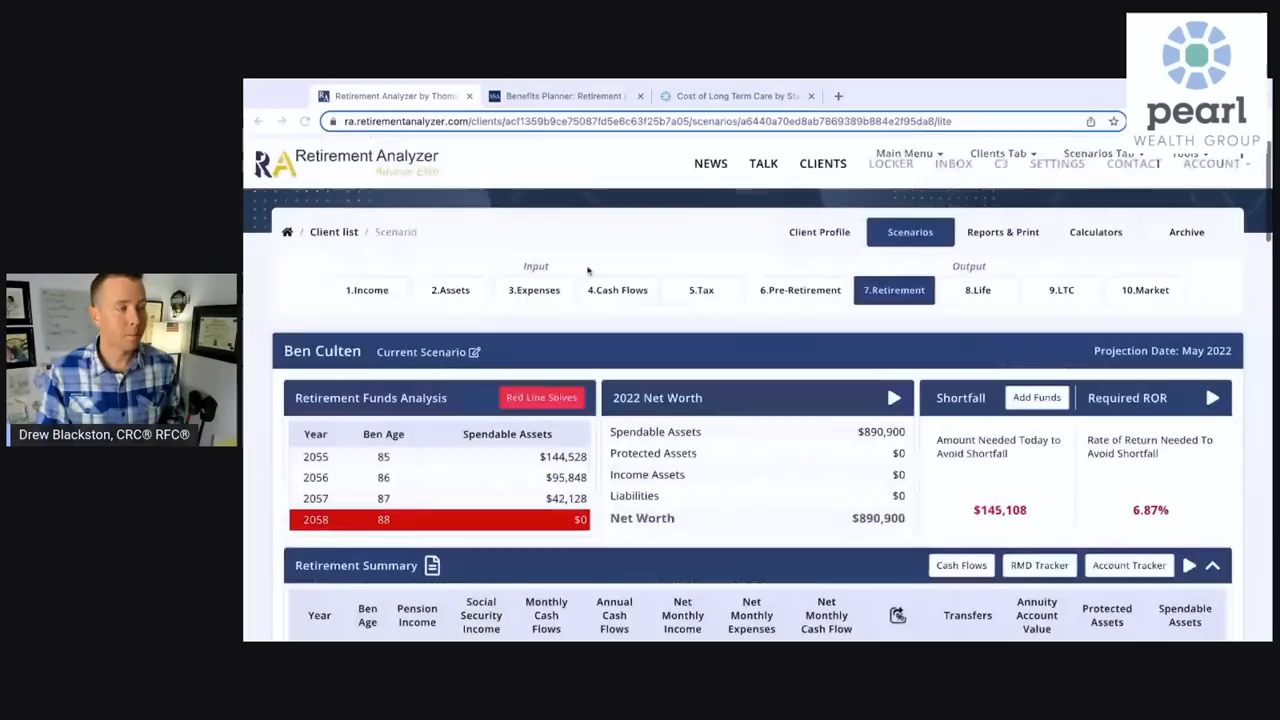 pearl
WEALTH GROUP
Retirement Analyzer by Thom
Benefits Planner: Retirement
Cost of Long Term Care by Sta
ra.retirementanalyzer.com/clients/acf1359b9ce75087fd5e6c63f25b7a05/scenarios/a6440a70ed8ab7869389b884e2f95da8/lite
RA Retirement Analyzer
Advisor Elite
Main Menu Clients Tab Scenarios Tab Tools
NEWS TALK CLIENTS LOCKER INBOX C3 SETTINGS CONTACT ACCOUNT
/ Client list / Scenario
Client Profile Scenarios Reports & Print Calculators Archive
Input Output
1.Income 2.Assets 3.Expenses 4.Cash Flows 5.Tax 6.Pre-Retirement 7.Retirement 8.Life 9.LTC 10.Market
Ben Culten Current Scenario Projection Date: May 2022
Retirement Funds Analysis Red Line Solves
Year Ben Age Spendable Assets
2055 85 $144,528
2056 86 $95,848
2057 87 $42,128
2058 88 $0
2022 Net Worth
Spendable Assets $890,900
Protected Assets $0
Income Assets $0
Liabilities $0
Net Worth $890,900
Shortfall Add Funds Required ROR
Amount Needed Today to
Avoid Shortfall
$145,108
Rate of Return Needed To
Avoid Shortfall
6.87%
Retirement Summary Cash Flows RMD Tracker Account Tracker
Year
Ben
Age
Pension
Income
Social
Security
Income
Monthly
Cash
Flows
Annual
Cash
Flows
Net
Monthly
Income
Net
Monthly
Expenses
Net
Monthly
Cash Flow
Transfers
Annuity
Account
Value
Protected
Assets
Spendable
Assets
Drew Blackston, CRC® RFC®